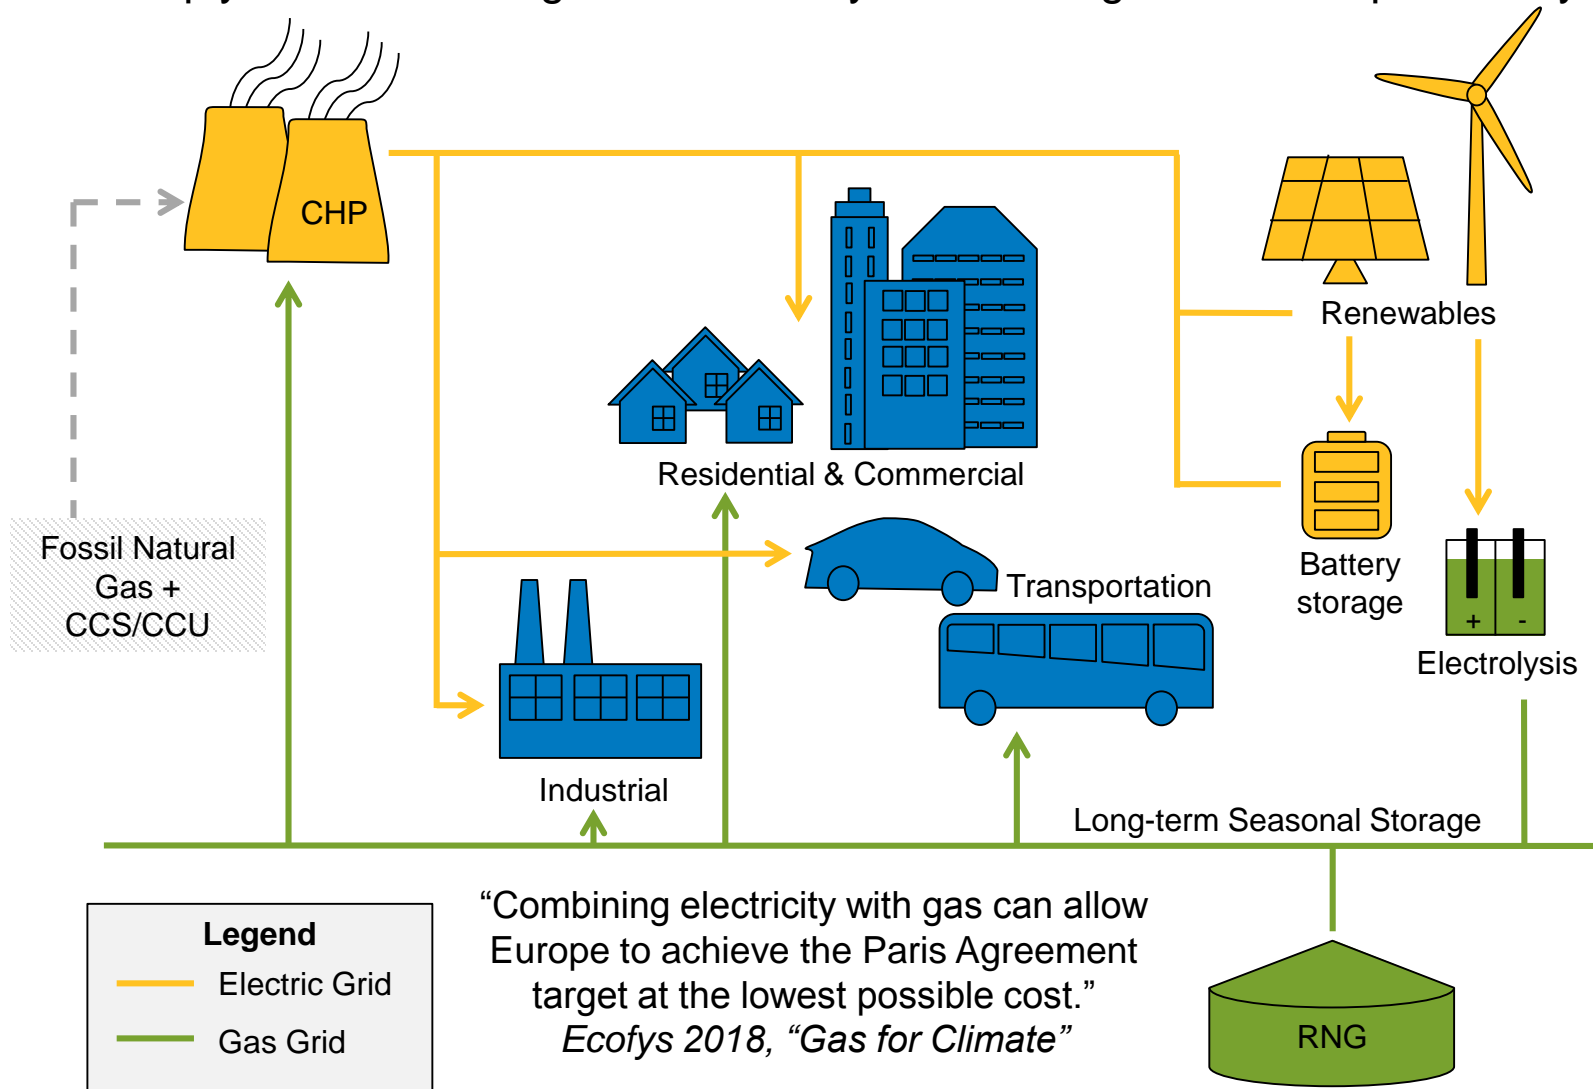 CHP
Renewables
Residential & Commercial
Fossil Natural
Gas +
CCS/CCU
Battery
storage
Transportation
+ -
Electrolysis
Industrial
Long-term Seasonal Storage
Legend
Electric Grid
Gas Grid
“Combining electricity with gas can allow
Europe to achieve the Paris Agreement
target at the lowest possible cost.”
Ecofys 2018, “Gas for Climate”
RNG